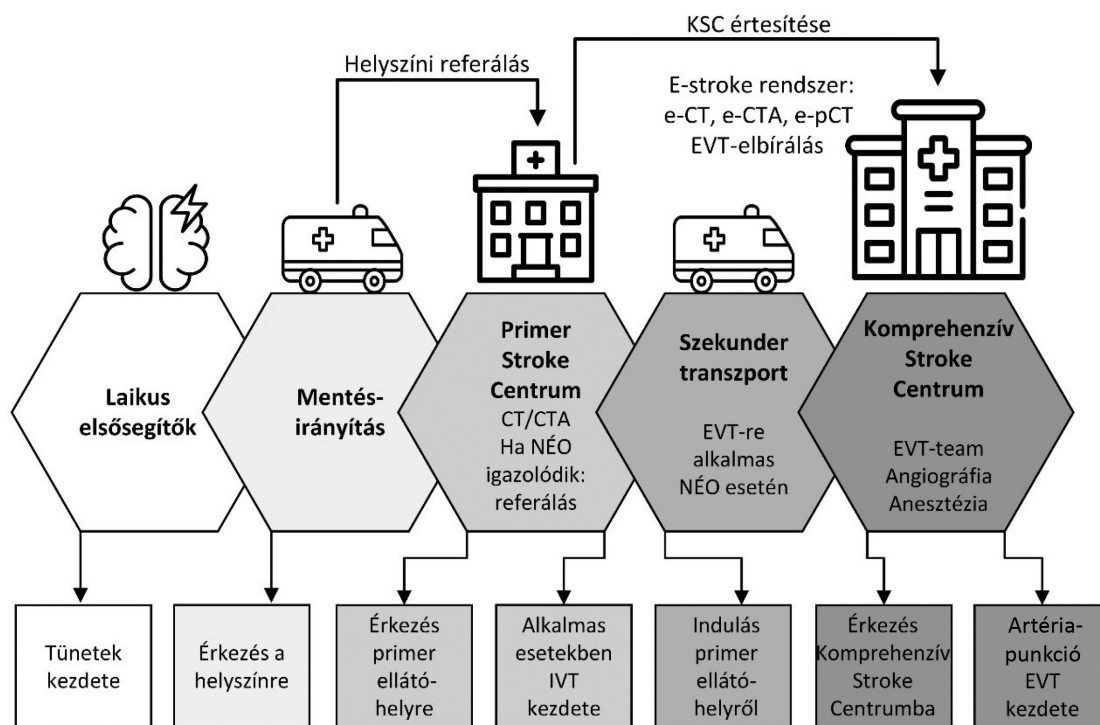 KSC értesítése
Helyszíni referálás
E-stroke rendszer:
e-CT, e-CTA, e-pCT
EVT-elbírálás
Laikus
elsősegítők
Mentés-
irányítás
Primer
Stroke
Centrum
CT/CTA
Ha NÉO
igazolódik:
referálás
Szekunder
transzport
EVT-re
alkalmas
NÉO esetén
Komprehenzív
Stroke
Centrum
EVT-team
Angiográfia
Anesztézia
Tünetek
kezdete
Érkezés a
helyszínre
Érkezés
primer
ellátó-
helyre
Alkalmas
esetekben
IVT
kezdete
Indulás
primer
ellátó-
helyről
Érkezés
Komprehenzív
Stroke
Centrumba
Artéria-
punkció
EVT
kezdete